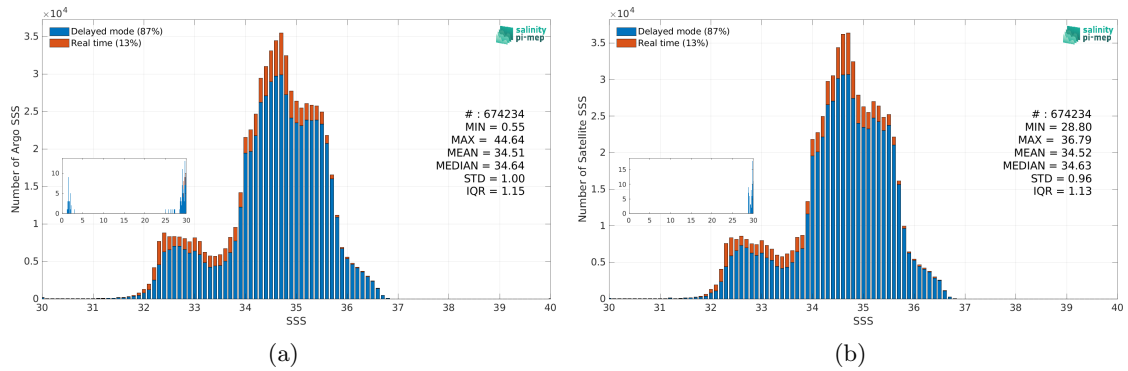 ×10⁴
Delayed mode (87%)
Real time (13%)
salinity
pi-mep
3.5
3
2.5
2
1.5
1
0.5
0
Number of Argo SSS
# : 674234
MIN = 0.55
MAX = 44.64
MEAN = 34.51
MEDIAN = 34.64
STD = 1.00
IQR = 1.15
10
5
0
0 5 10 15 20 25 30
30 31 32 33 34 35 36 37 38 39 40
SSS
(a)
×10⁴
Delayed mode (87%)
Real time (13%)
salinity
pi-mep
3.5
3
2.5
2
1.5
1
0.5
0
Number of Satellite SSS
# : 674234
MIN = 28.80
MAX = 36.79
MEAN = 34.52
MEDIAN = 34.63
STD = 0.96
IQR = 1.13
15
10
5
0
0 5 10 15 20 25 30
30 31 32 33 34 35 36 37 38 39 40
SSS
(b)